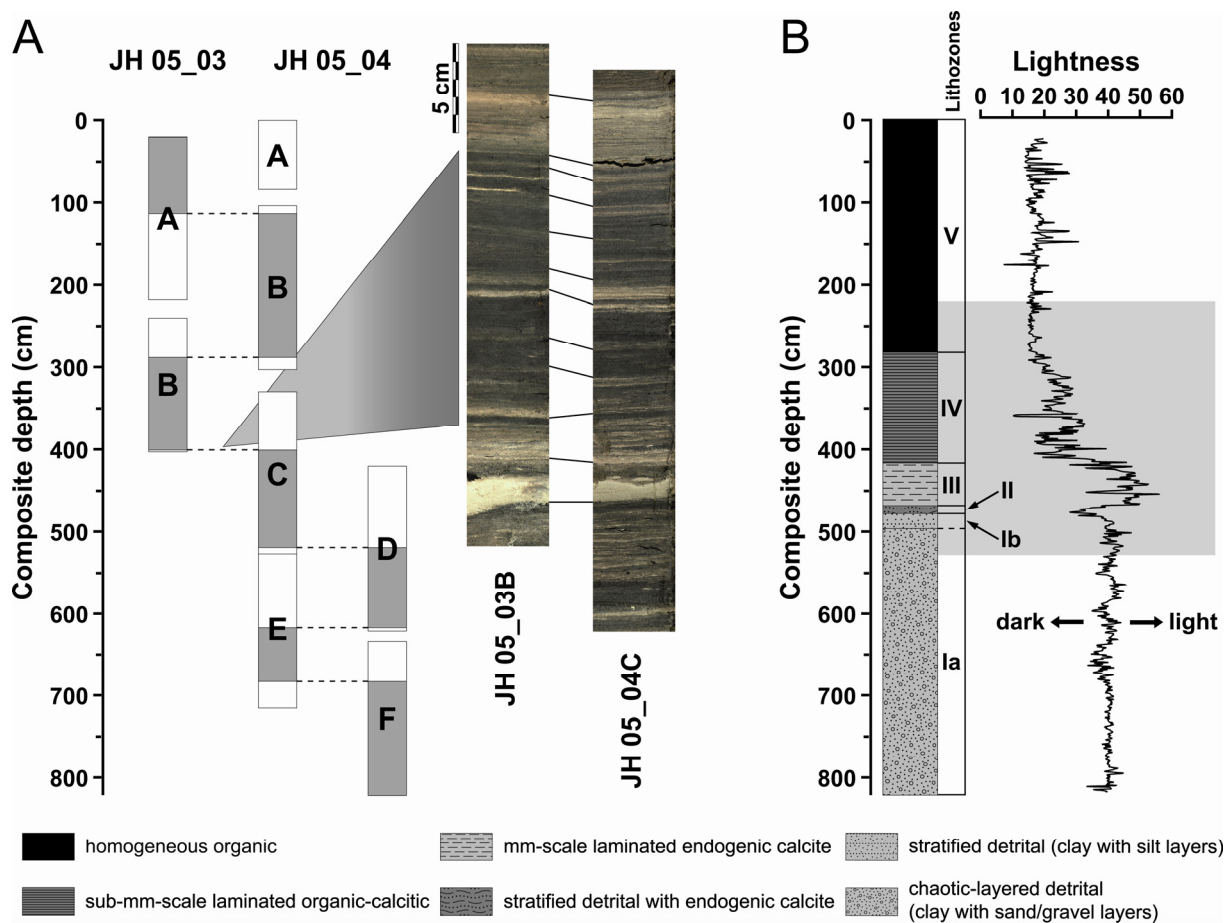 A
JH 05_03
JH 05_04
5 cm
Composite depth (cm)
0
100
200
300
400
500
600
700
800
A
B
A
B
C
D
E
F
JH 05_03B
JH 05_04C
B
Lithozones
Lightness
0 10 20 30 40 50 60
Composite depth (cm)
0
100
200
300
400
500
600
700
800
V
IV
III
II
Ib
Ia
dark
light
homogeneous organic
mm-scale laminated endogenic calcite
stratified detrital (clay with silt layers)
sub-mm-scale laminated organic-calcitic
stratified detrital with endogenic calcite
chaotic-layered detrital
(clay with sand/gravel layers)